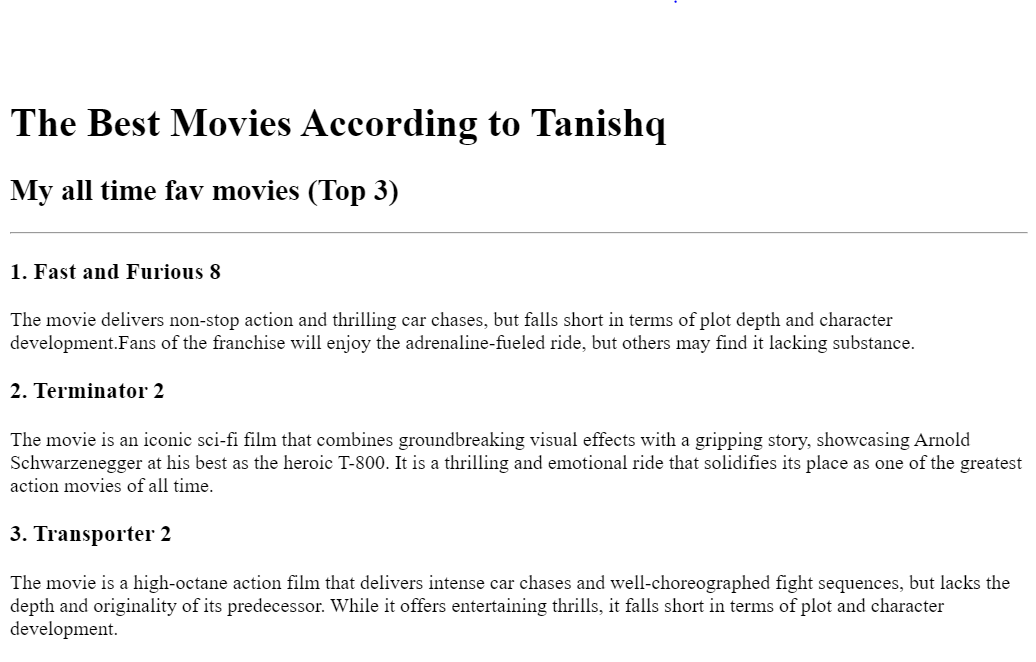 The Best Movies According to Tanishq
My all time fav movies (Top 3)
1. Fast and Furious 8
The movie delivers non-stop action and thrilling car chases, but falls short in terms of plot depth and character
development.Fans of the franchise will enjoy the adrenaline-fueled ride, but others may find it lacking substance.
2. Terminator 2
The movie is an iconic sci-fi film that combines groundbreaking visual effects with a gripping story, showcasing Arnold
Schwarzenegger at his best as the heroic T-800. It is a thrilling and emotional ride that solidifies its place as one of the greatest
action movies of all time.
3. Transporter 2
The movie is a high-octane action film that delivers intense car chases and well-choreographed fight sequences, but lacks the
depth and originality of its predecessor. While it offers entertaining thrills, it falls short in terms of plot and character
development.